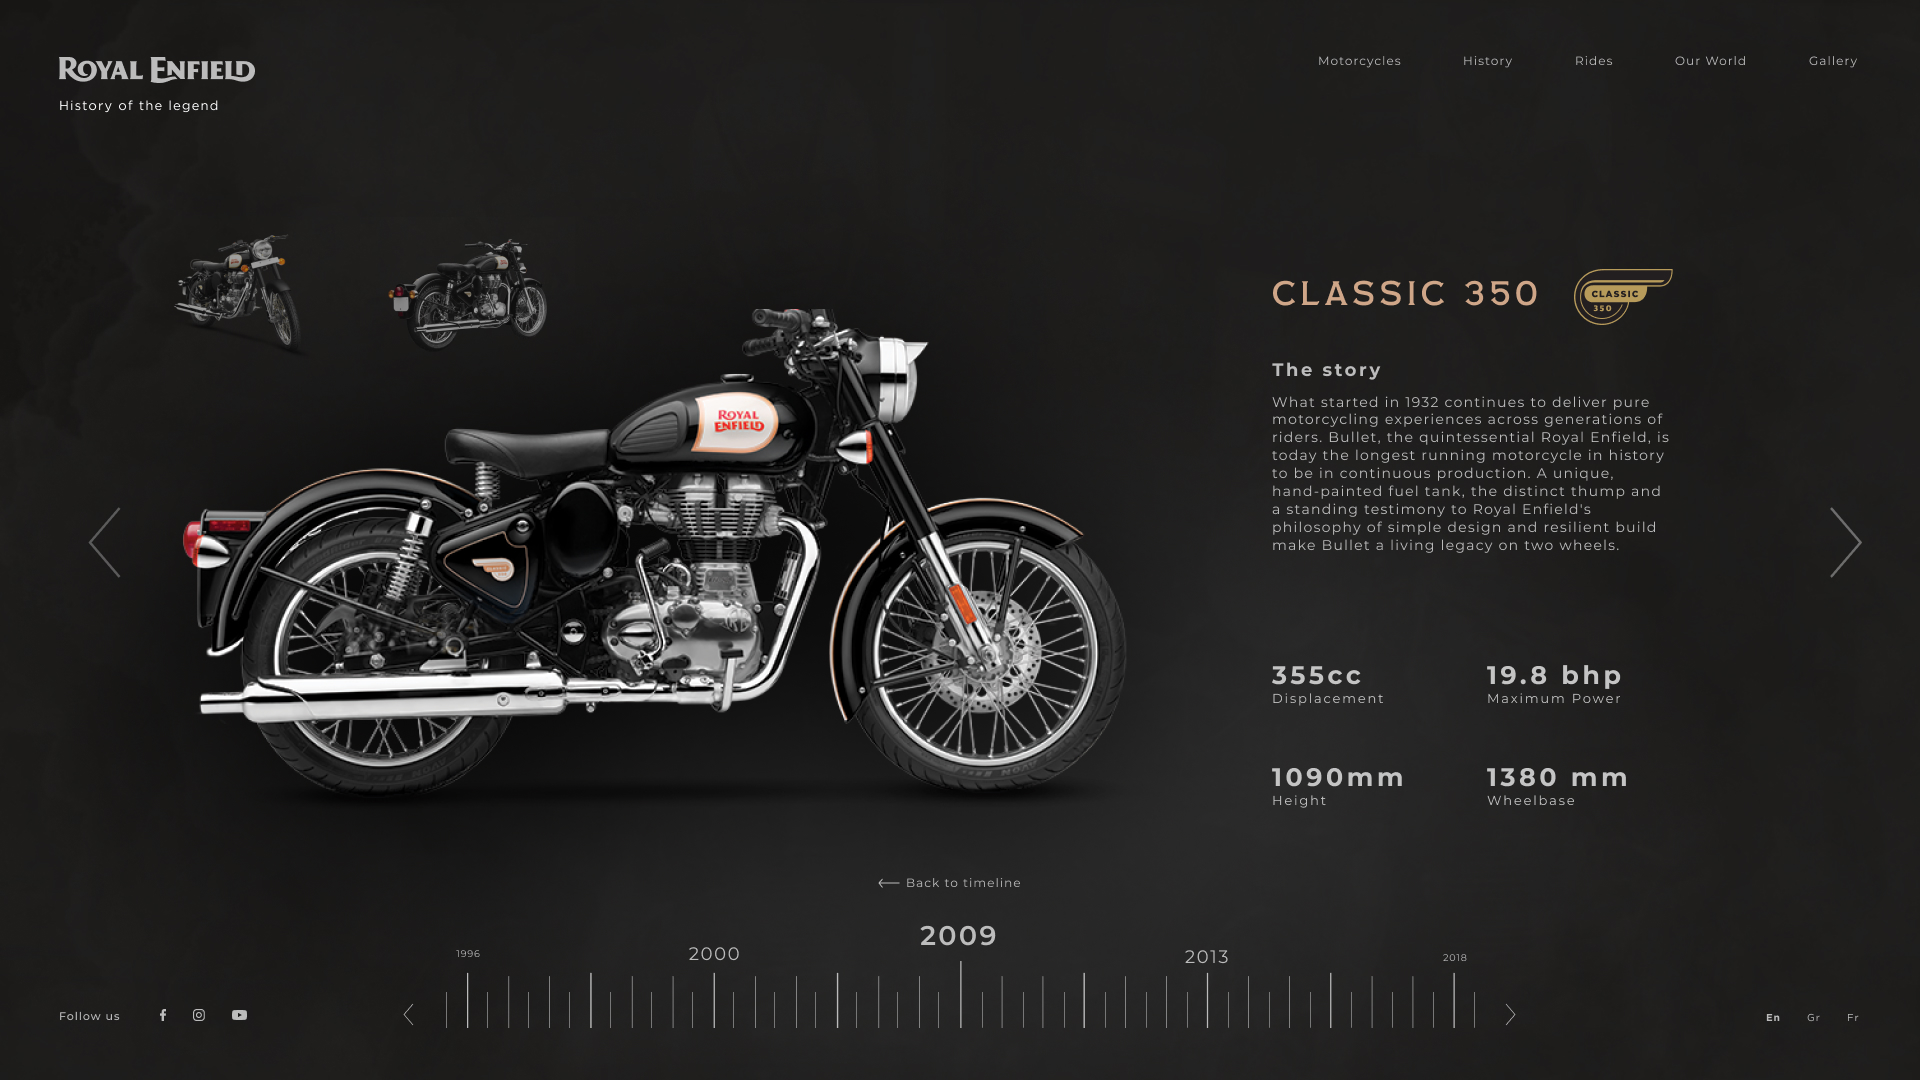 ROYAL ENFIELD
History of the legend
Motorcycles
History
Rides
Our World
Gallery
CLASSIC 350
CLASSIC
350
ROYAL
ENFIELD
The story
What started in 1932 continues to deliver pure
motorcycling experiences across generations of
riders. Bullet, the quintessential Royal Enfield, is
today the longest running motorcycle in history
to be in continuous production. A unique,
hand-painted fuel tank, the distinct thump and
a standing testimony to Royal Enfield's
philosophy of simple design and resilient build
make Bullet a living legacy on two wheels.
355cc
Displacement
19.8 bhp
Maximum Power
1090mm
Height
1380 mm
Wheelbase
Back to timeline
1996
2000
2009
2013
2018
Follow us
En
Gr
Fr